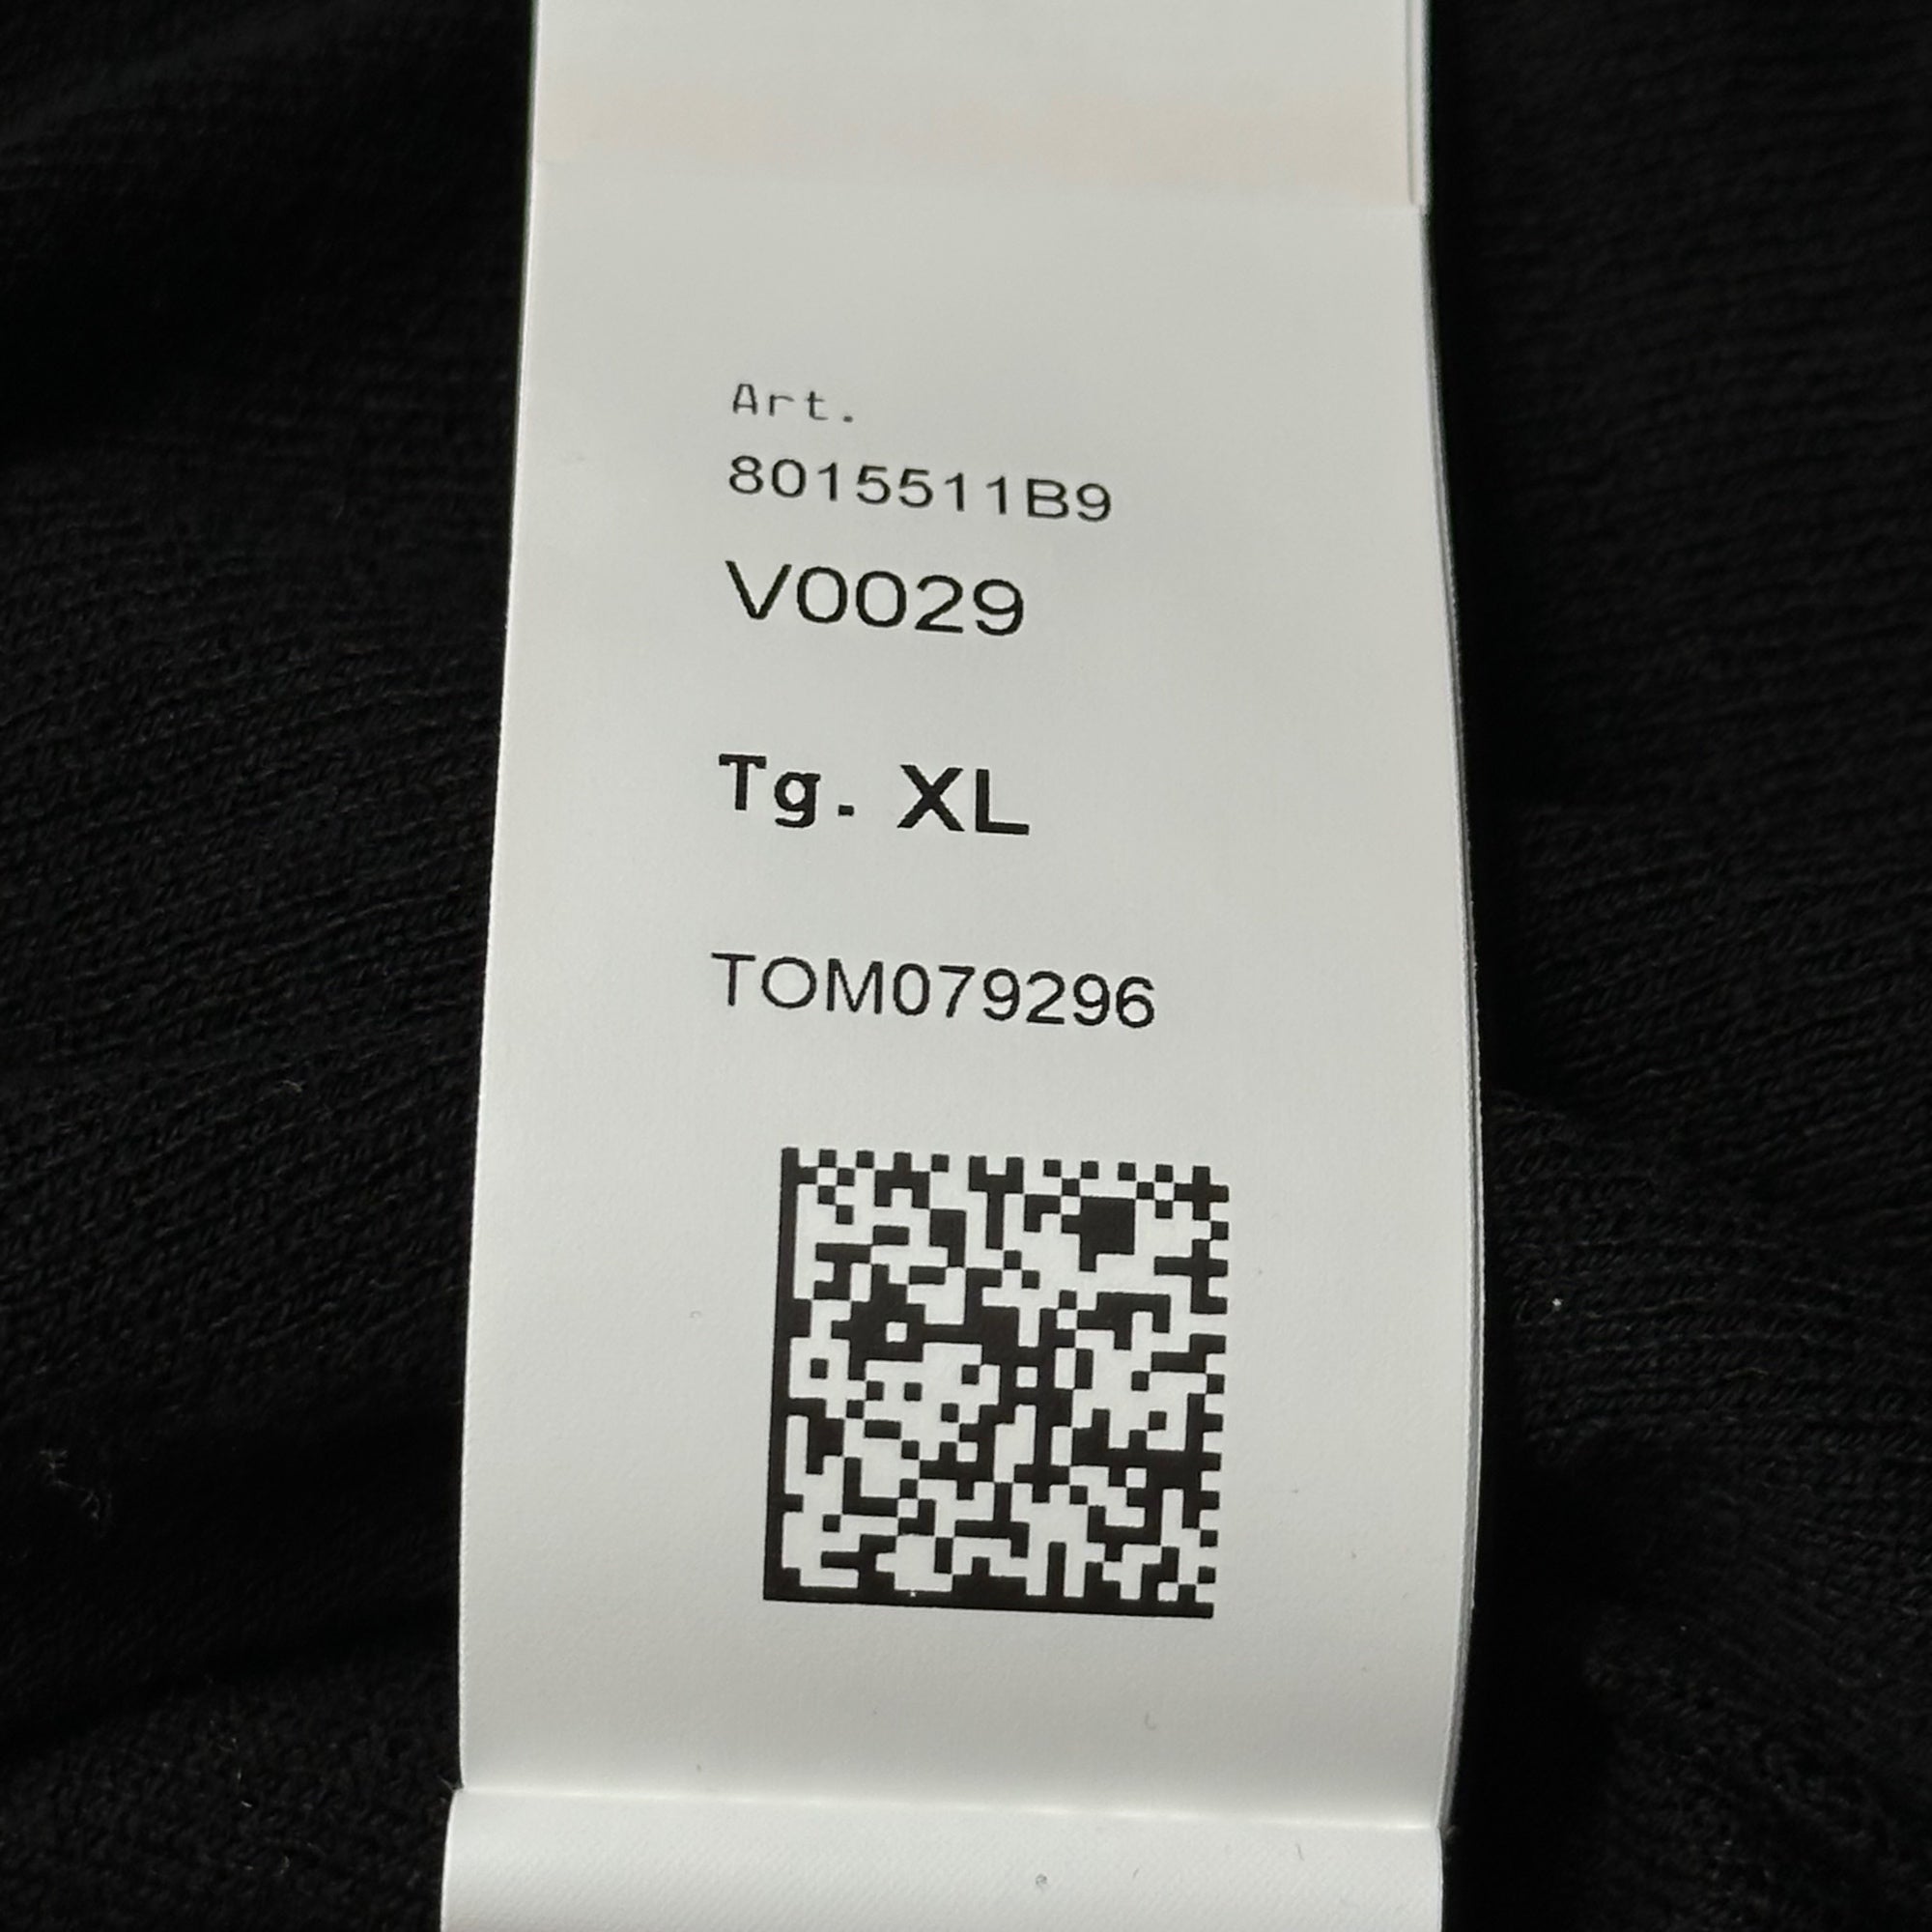 Art.
8015511B9
V0029
Tg. XL
TOM079296